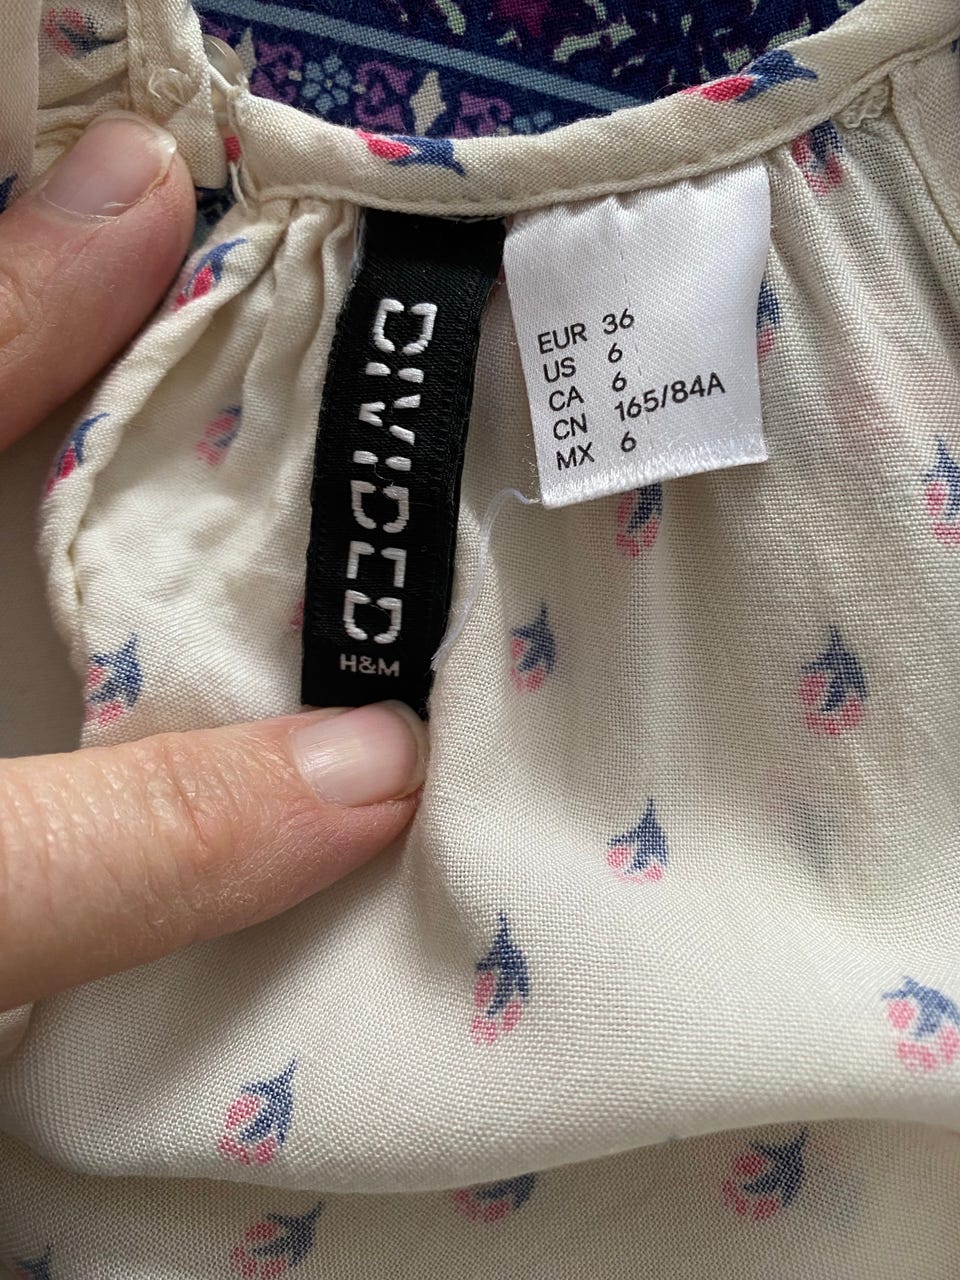 DIVIDED
H&M
EUR 36
US 6
CA 6
CN 165/84A
MX 6